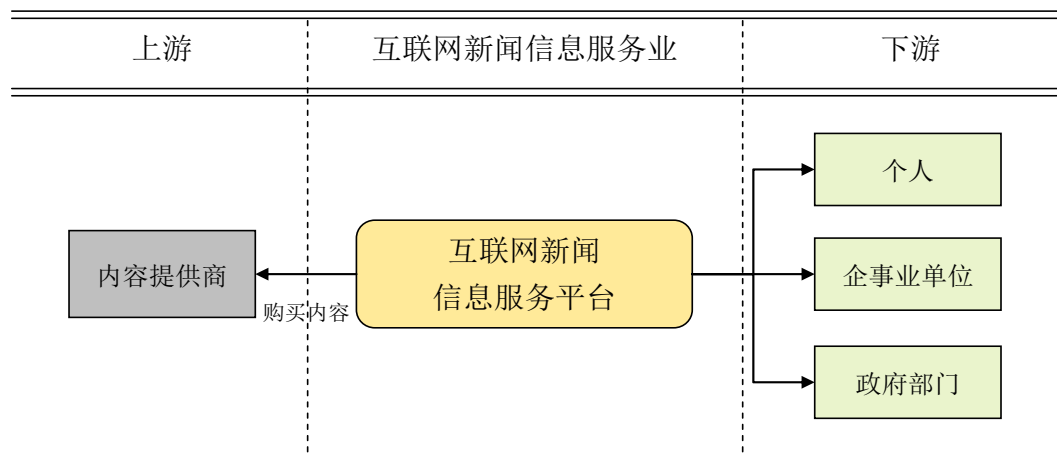 上游
互联网新闻信息服务业
下游
个人
互联网新闻
信息服务平台
内容提供商
企事业单位
购买内容
政府部门